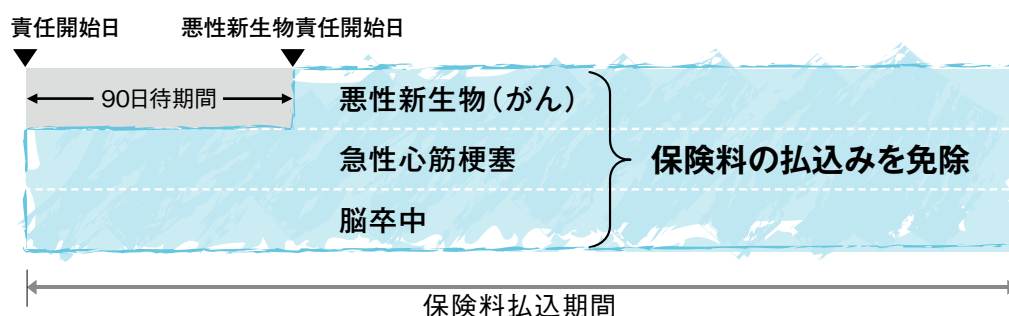 責任開始日
悪性新生物責任開始日
90日待期間
悪性新生物（がん）
急性心筋梗塞
保険料の払込みを免除
脳卒中
保険料払込期間